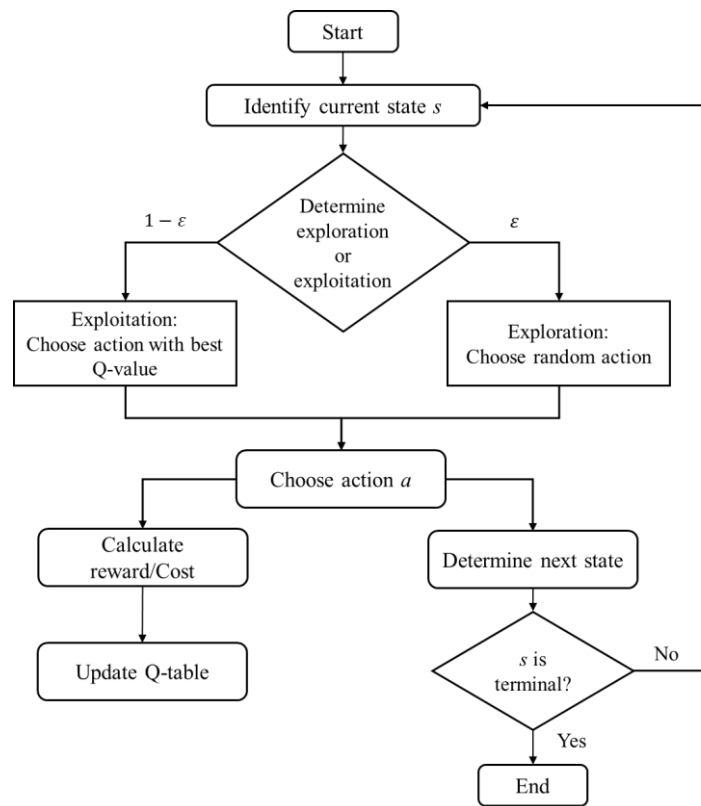 Start
Identify current state s
Determine
exploration
or
exploitation
1 − ε
ε
Exploitation:
Choose action with best
Q-value
Exploration:
Choose random action
Choose action a
Calculate
reward/Cost
Determine next state
Update Q-table
s is
terminal?
No
Yes
End